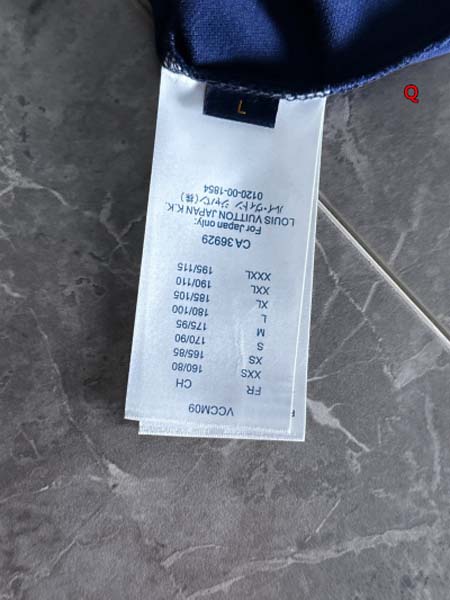 Q
L
VCCM09
FR CH
XXS 160/80
XS 165/85
S 170/90
M 175/95
L 180/100
XL 185/105
XXL 190/110
XXXL 195/115
CA36929
For Japan only:
LOUIS VUITTON JAPAN K.K.
ルイ・ヴィトン ジャパン(株)
0120-00-1854